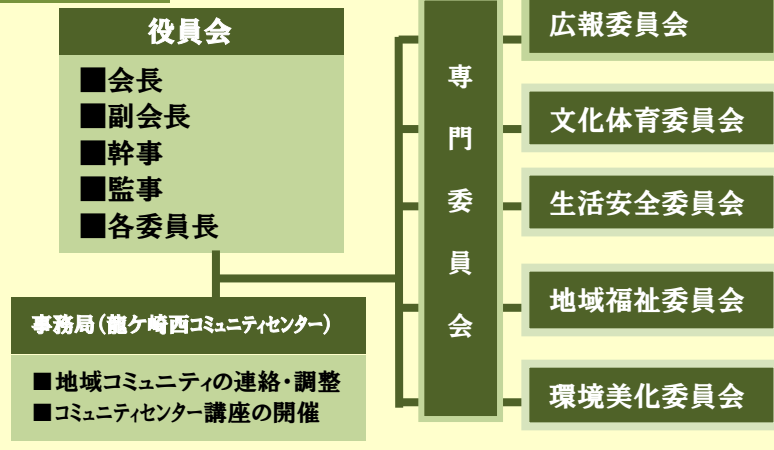 役員会
■会長
■副会長
■幹事
■監事
■各委員長
事務局(龍ケ崎西コミュニティセンター)
■地域コミュニティの連絡・調整
■コミュニティセンター講座の開催
専門委員会
広報委員会
文化体育委員会
生活安全委員会
地域福祉委員会
環境美化委員会